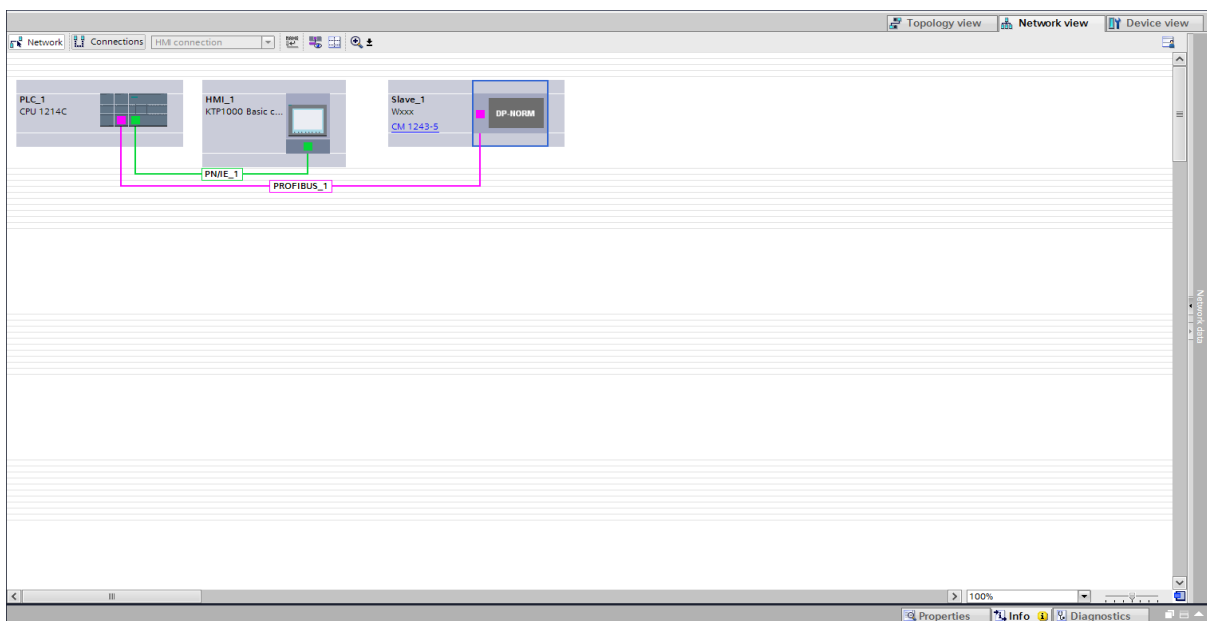 Topology view
Network view
Device view
Network
Connections
HMI connection
PLC_1
CPU 1214C
HMI_1
KTP1000 Basic c...
Slave_1
Wxxx
CM 1243-5
DP-NORM
PN/IE_1
PROFIBUS_1
Network data
100%
Properties
Info
Diagnostics